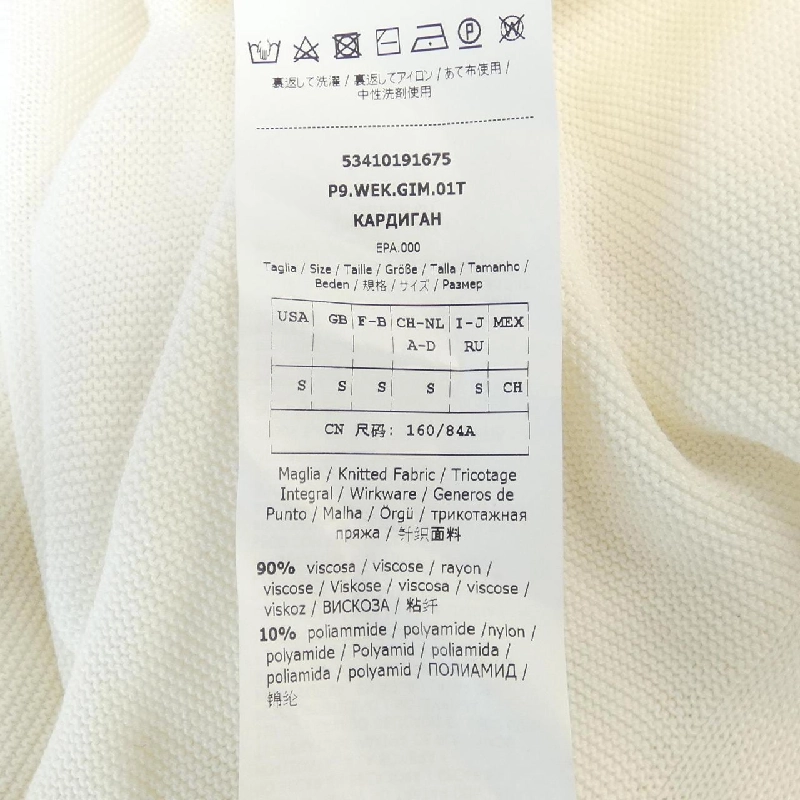 裏返して洗濯 / 裏返してアイロン / あて布使用 /
中性洗剤使用
53410191675
P9.WEK.GIM.01T
КАРДИГАН
EPA.000
Taglia / Size / Taille / Größe / Talla / Tamanho /
Beden / 規格 / サイズ / Размер
USA GB F-B CH-NL I-J MEX
A-D RU
S S S S S CH
CN 尺码: 160/84A
Maglia / Knitted Fabric / Tricotage
Integral / Wirkware / Generos de
Punto / Malha / Örgü / трикотажная
пряжа / 针织面料
90% viscosa / viscose / rayon /
viscose / Viskose / viscosa / viscose /
viskoz / ВИСКОЗА / 粘纤
10% poliammide / polyamide /nylon /
polyamide / Polyamid / poliamida /
poliamida / polyamid / ПОЛИАМИД /
锦纶